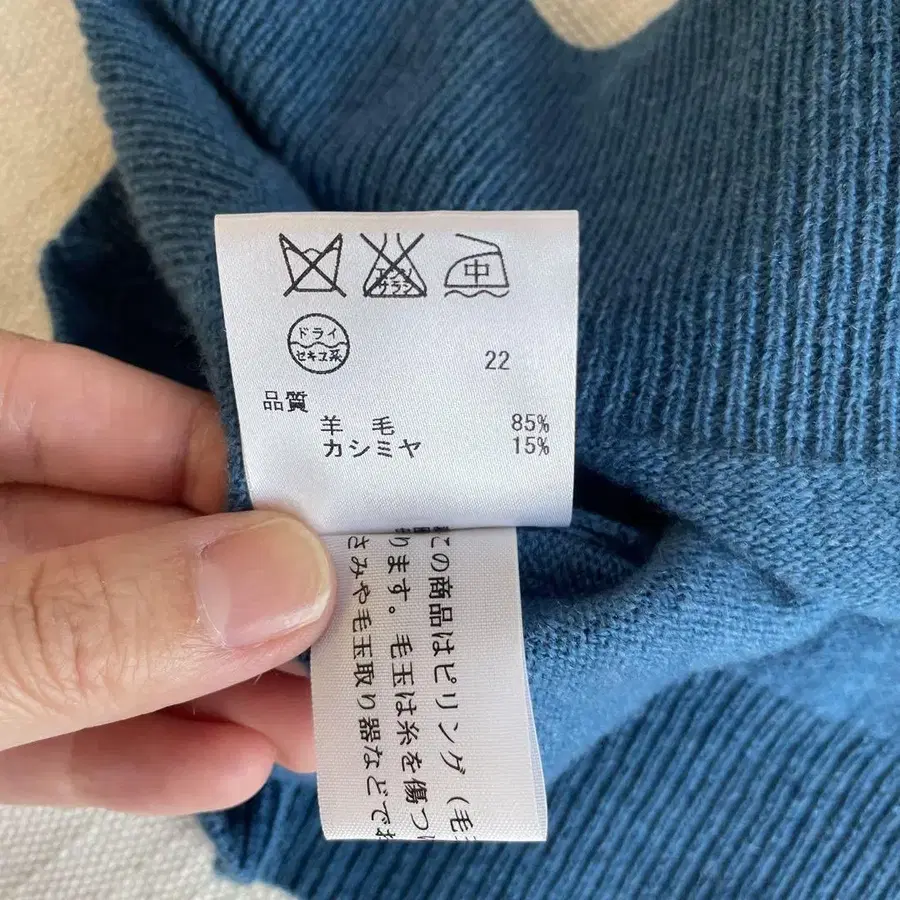 エンソ
サラシ
中
ドライ
セキユ系
22
品質
羊毛 85%
カシミヤ 15%
この商品はピリング（毛
ります。毛玉は糸を傷つ
さみや毛玉取り器などで